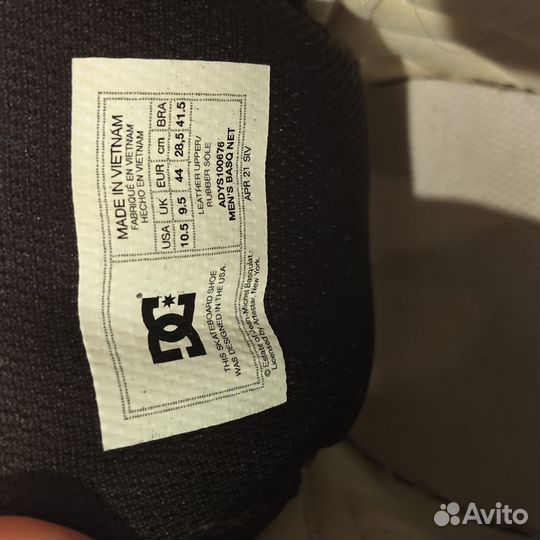 MADE IN VIETNAM
FABRIQUÉ EN VIETNAM
HECHO EN VIETNAM
USA UK EUR cm BRA
10.5 9.5 44 28,5 41.5
LEATHER UPPER/
RUBBER SOLE
ADYS100676
MEN'S BASQ NET
APR 21 SIV
DC
THIS SKATEBOARD SHOE
WAS DESIGNED IN THE USA.
© Estate of Jean-Michel Basquiat.
Licensed by Artestar, New York.
Avito